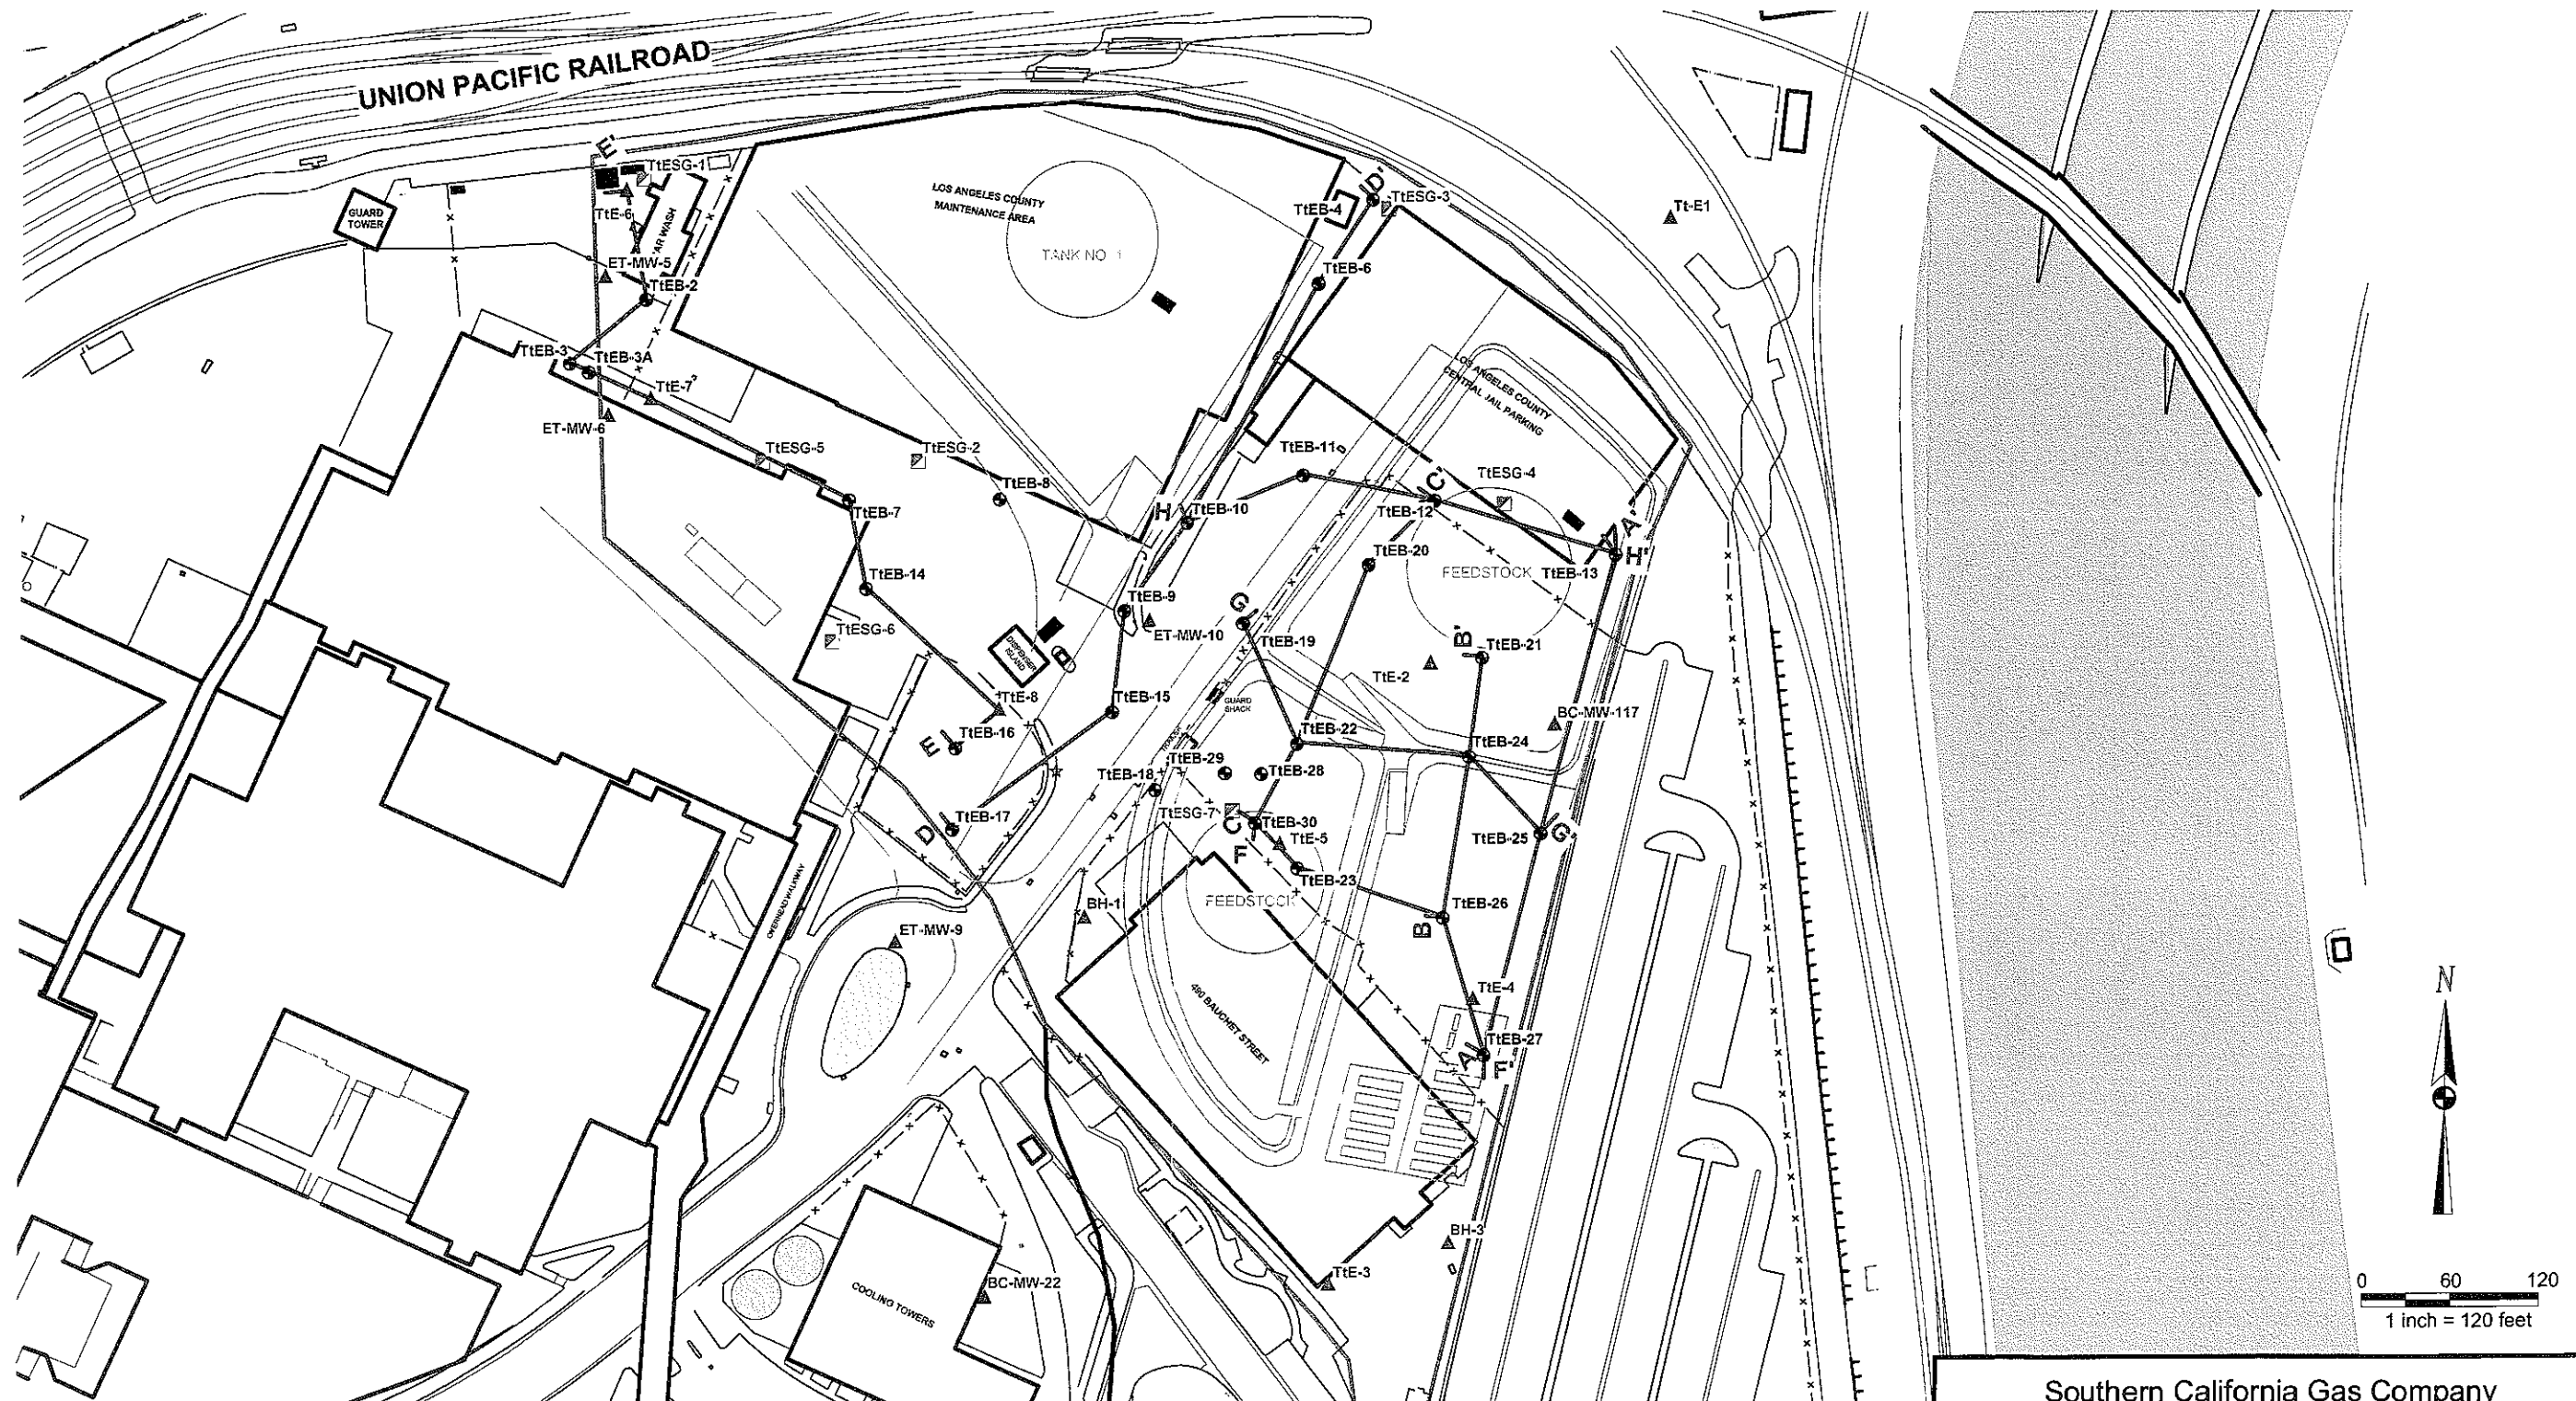 UNION PACIFIC RAILROAD
E'
TtESG-1
GUARD
TOWER
TtE-6
ET-MW-5
TtEB-2
LOS ANGELES COUNTY
MAINTENANCE AREA
TANK NO
D'
TtESG-3
TtEB-4
TtEB-6
Tt-E1
TtEB-3
TtEB-3A
TtE-7
ET-MW-6
TtESG-5
TtESG-2
TtEB-8
TtEB-7
LOS ANGELES COUNTY
CENTRAL JAIL PARKING
TtEB-11
C'
TtESG-4
TtEB-12
H
TtEB-10
A'
H'
TtEB-13
FEEDSTOCK
TtEB-20
TtEB-14
TtEB-9
ET-MW-10
G
TtEB-19
TtESG-6
DISPENSER
ISLAND
B'
TtEB-21
TtE-2
TtE-8
TtEB-15
GUARD
SHACK
BC-MW-117
TtEB-16
E
TtEB-22
TtEB-24
TtEB-29
TtEB-28
TtEB-18
TtESG-7
TtEB-17
D
C
TtEB-30
F
TtE-5
TtEB-25
G'
TtEB-23
FEEDSTOCK
OVERHEAD WALKWAY
BH-1
ET-MW-9
TtEB-26
B
TtE-4
490 BAUCHET STREET
TtEB-27
A
F'
N
BH-3
TtE-3
BC-MW-22
COOLING TOWERS
0 60 120
1 inch = 120 feet
Southern California Gas Company